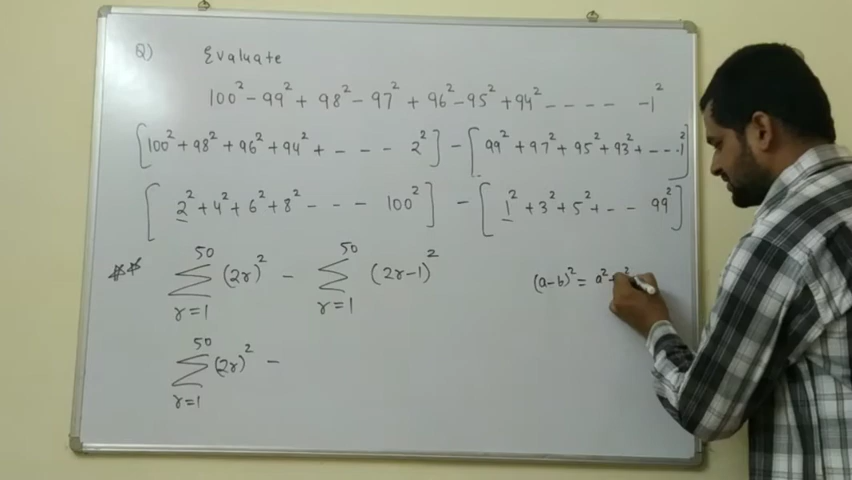 Q) Evaluate
100² - 99² + 98² - 97² + 96² - 95² + 94² - - - - - 1²
[100² + 98² + 96² + 94² + - - - 2²] - [99² + 97² + 95² + 93² + - - - 1²]
[2² + 4² + 6² + 8² - - - 100²] - [1² + 3² + 5² + - - 99²]
** 50 Σ r=1 (2r)² - 50 Σ r=1 (2r-1)²
(a-b)² = a²
50 Σ r=1 (2r)² -